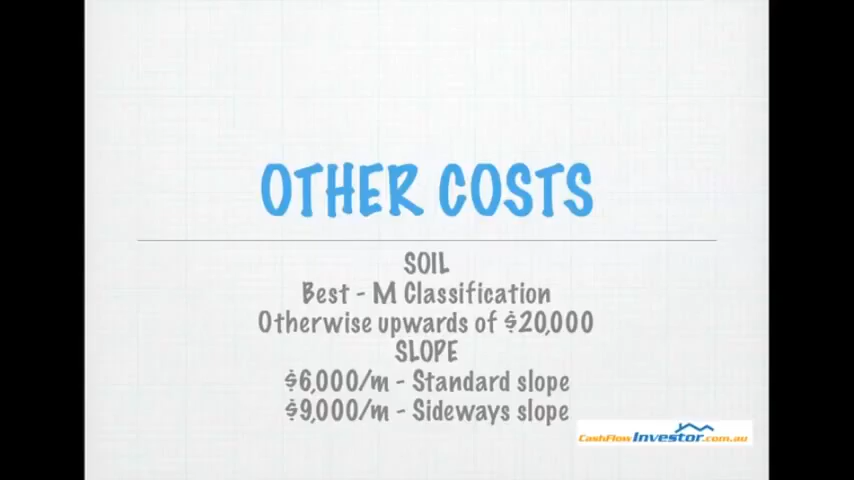 OTHER COSTS
SOIL
Best - M Classification
Otherwise upwards of $20,000
SLOPE
$6,000/m - Standard slope
$9,000/m - Sideways slope
CashFlowInvestor.com.au